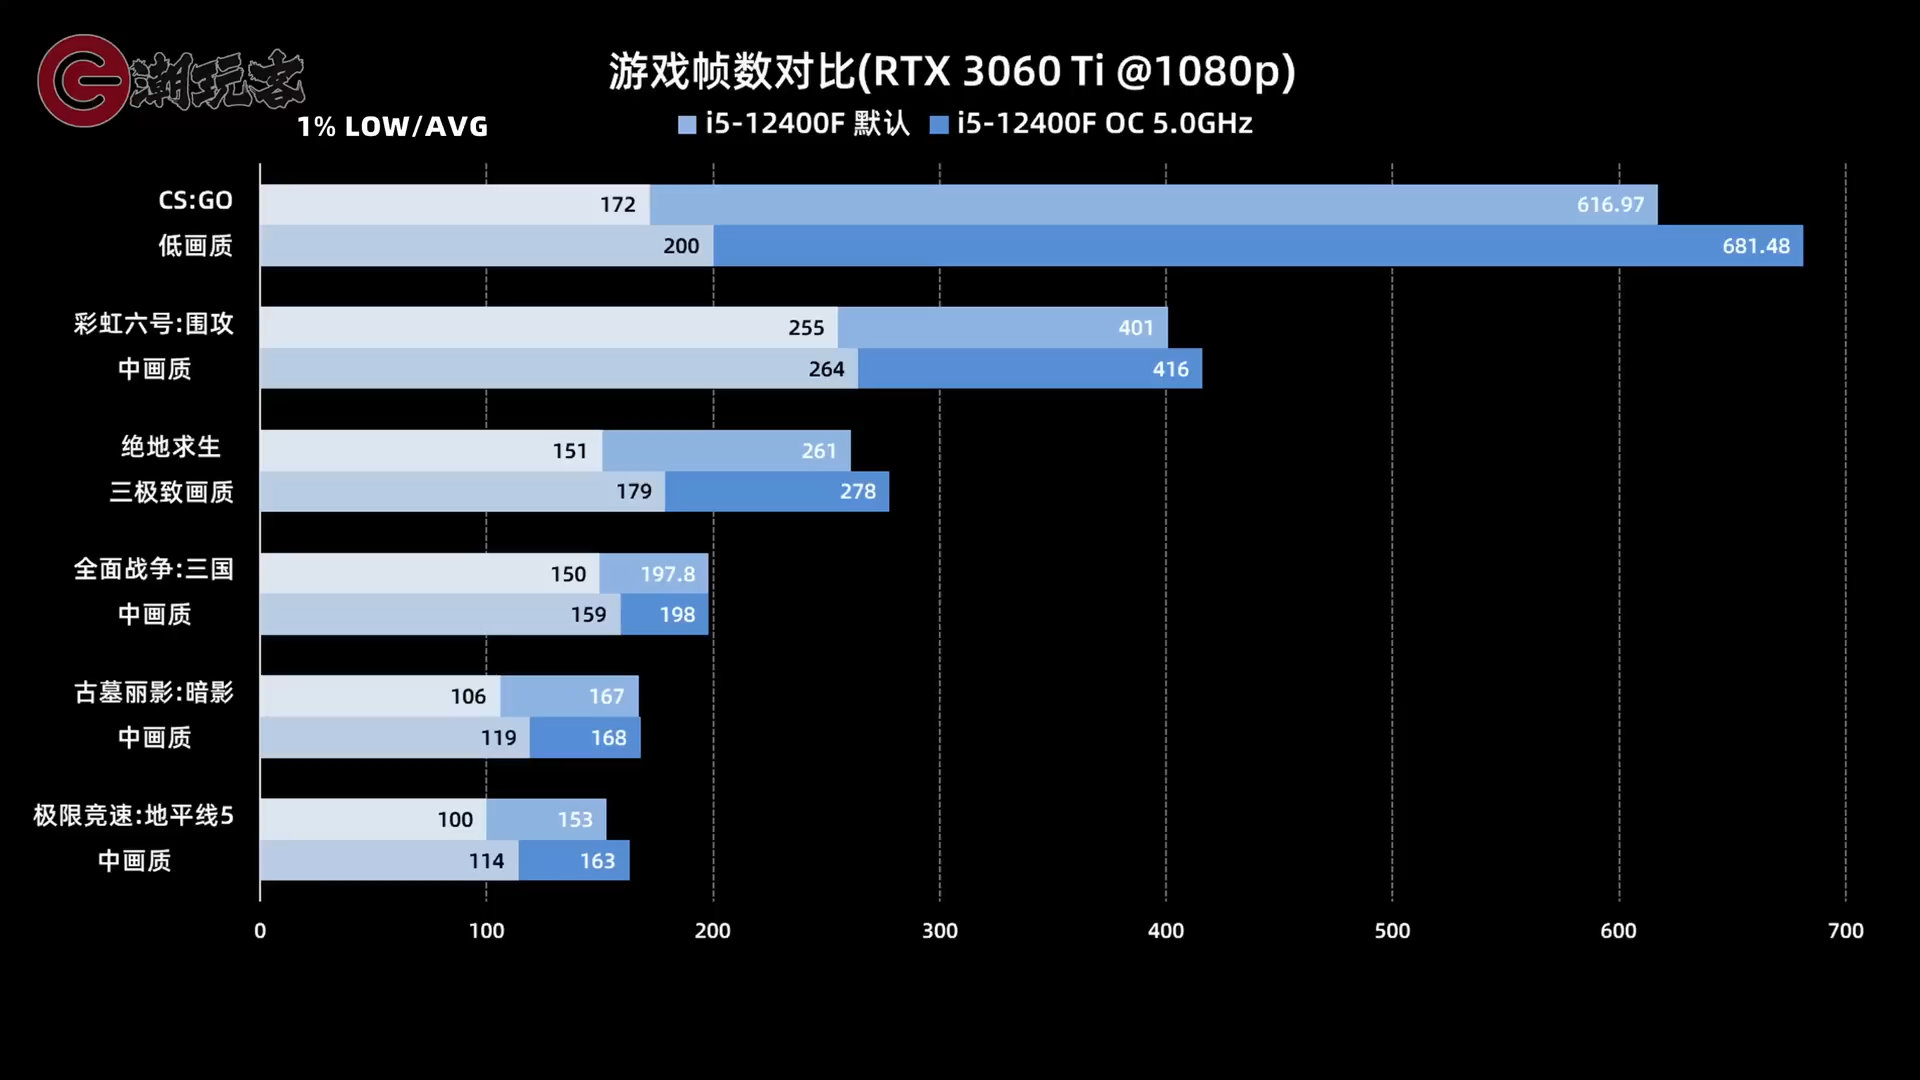 潮玩客
游戏帧数对比(RTX 3060 Ti @1080p)
1% LOW/AVG
i5-12400F 默认 i5-12400F OC 5.0GHz
CS:GO
低画质
172 616.97
200 681.48
彩虹六号:围攻
中画质
255 401
264 416
绝地求生
三极致画质
151 261
179 278
全面战争:三国
中画质
150 197.8
159 198
古墓丽影:暗影
中画质
106 167
119 168
极限竞速:地平线5
中画质
100 153
114 163
0 100 200 300 400 500 600 700